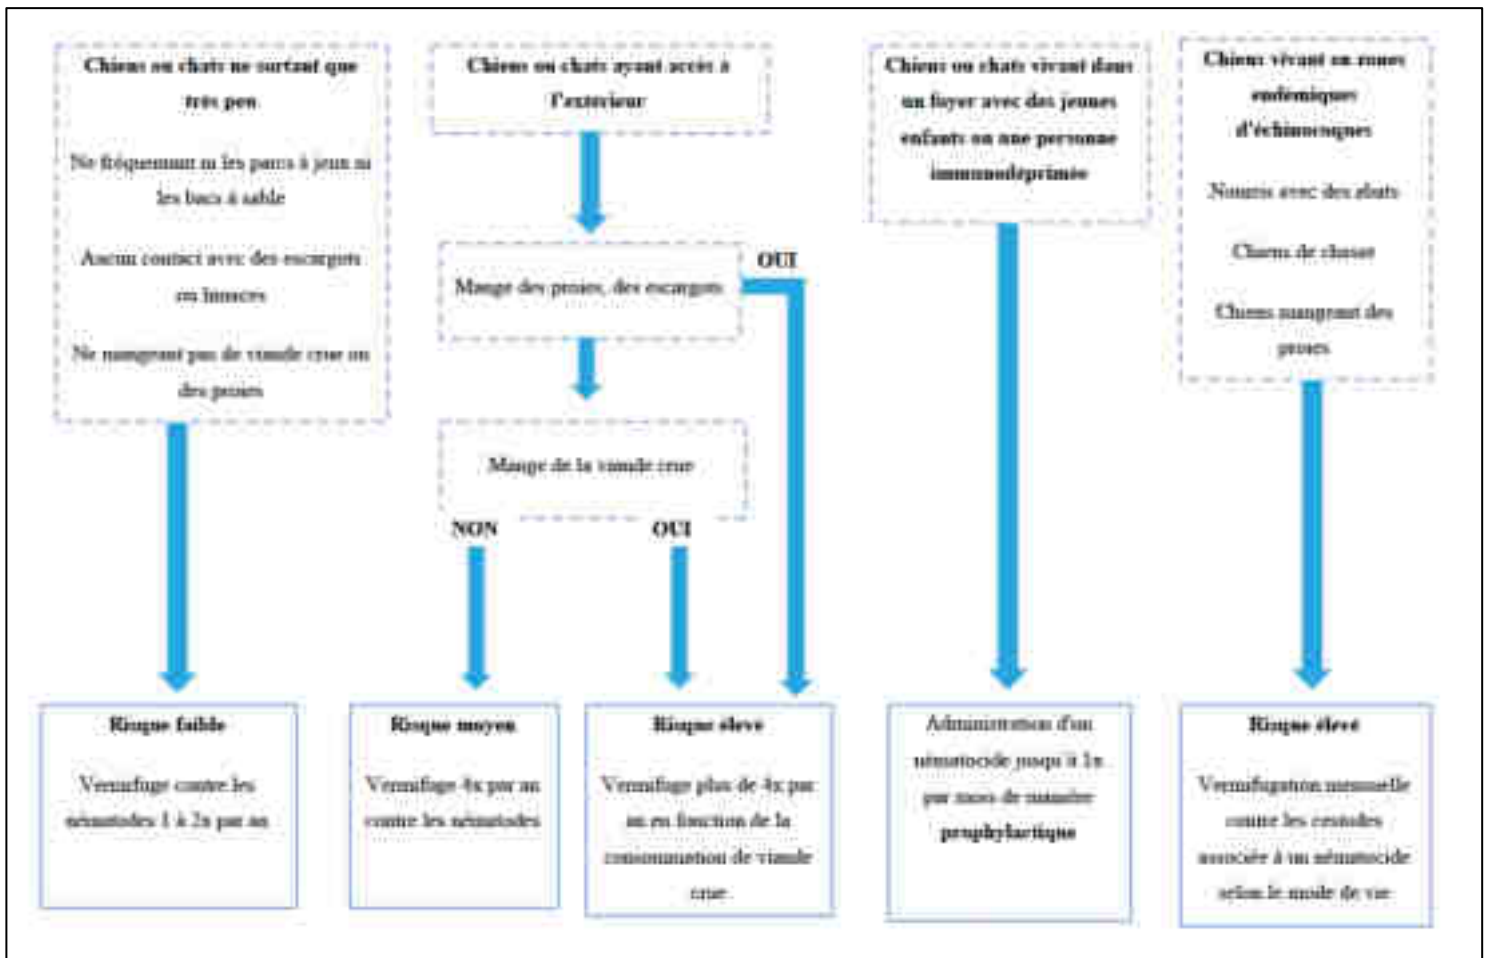 Chiens ou chats ne sortant que
très peu
Ne fréquentant ni les parcs à jeux ni
les bacs à sable
Aucun contact avec des escargots
ou limaces
Ne mangeant pas de viande crue ou
des proies
Chiens ou chats ayant accès à
l'extérieur
Mange des proies, des escargots
OUI
Mange de la viande crue
NON
OUI
Chiens ou chats vivant dans
un foyer avec des jeunes
enfants ou une personne
immunodéprimée
Chiens vivant en zones
endémiques
d'échinocoques
Nourris avec des abats
Chiens de chasse
Chiens mangeant des
proies
Risque faible
Vermifuge contre les
nématodes 1 à 2x par an
Risque moyen
Vermifuge 4x par an
contre les nématodes
Risque élevé
Vermifuge plus de 4x par
an en fonction de la
consommation de viande
crue
Administration d'un
nématocide jusqu'à 1x
par mois de manière
prophylactique
Risque élevé
Vermifugation mensuelle
contre les cestodes
associée à un nématocide
selon le mode de vie